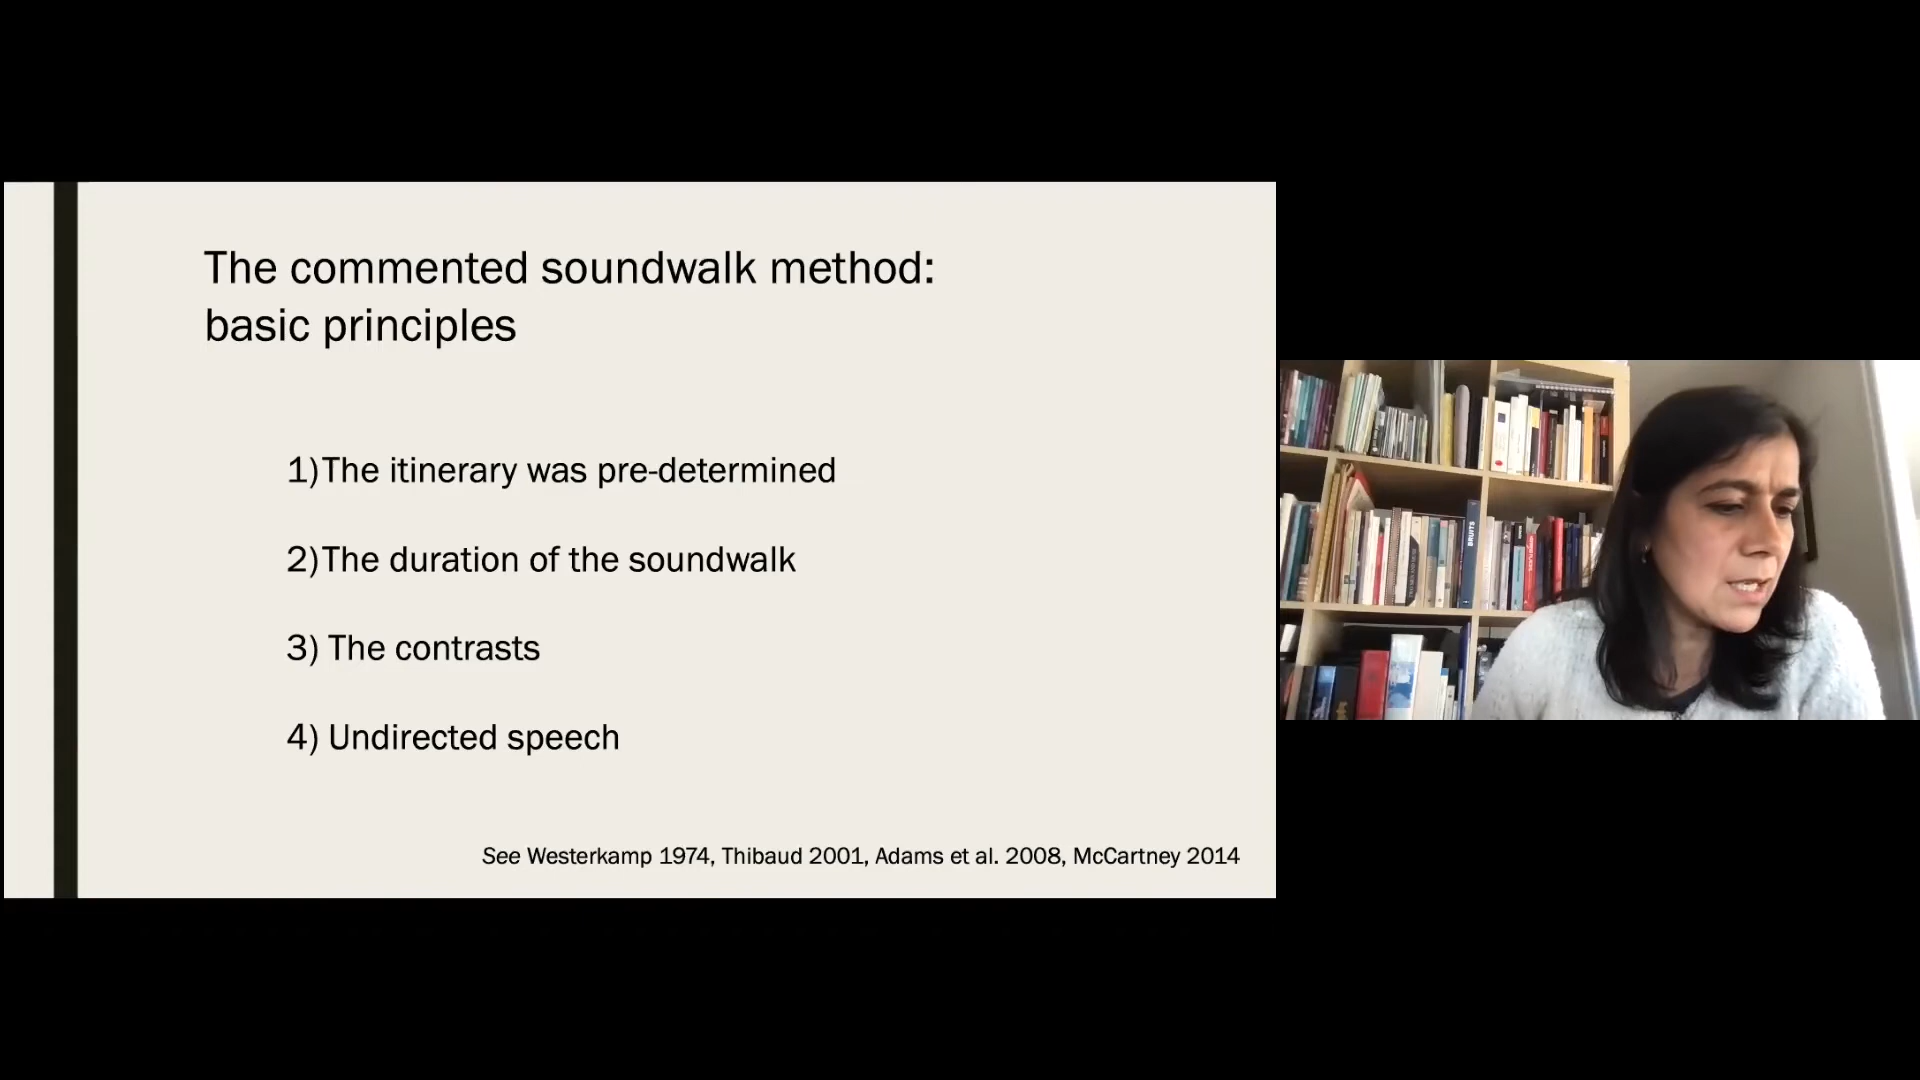 The commented soundwalk method:
basic principles
1) The itinerary was pre-determined
2) The duration of the soundwalk
3) The contrasts
4) Undirected speech
See Westerkamp 1974, Thibaud 2001, Adams et al. 2008, McCartney 2014
BRUITS